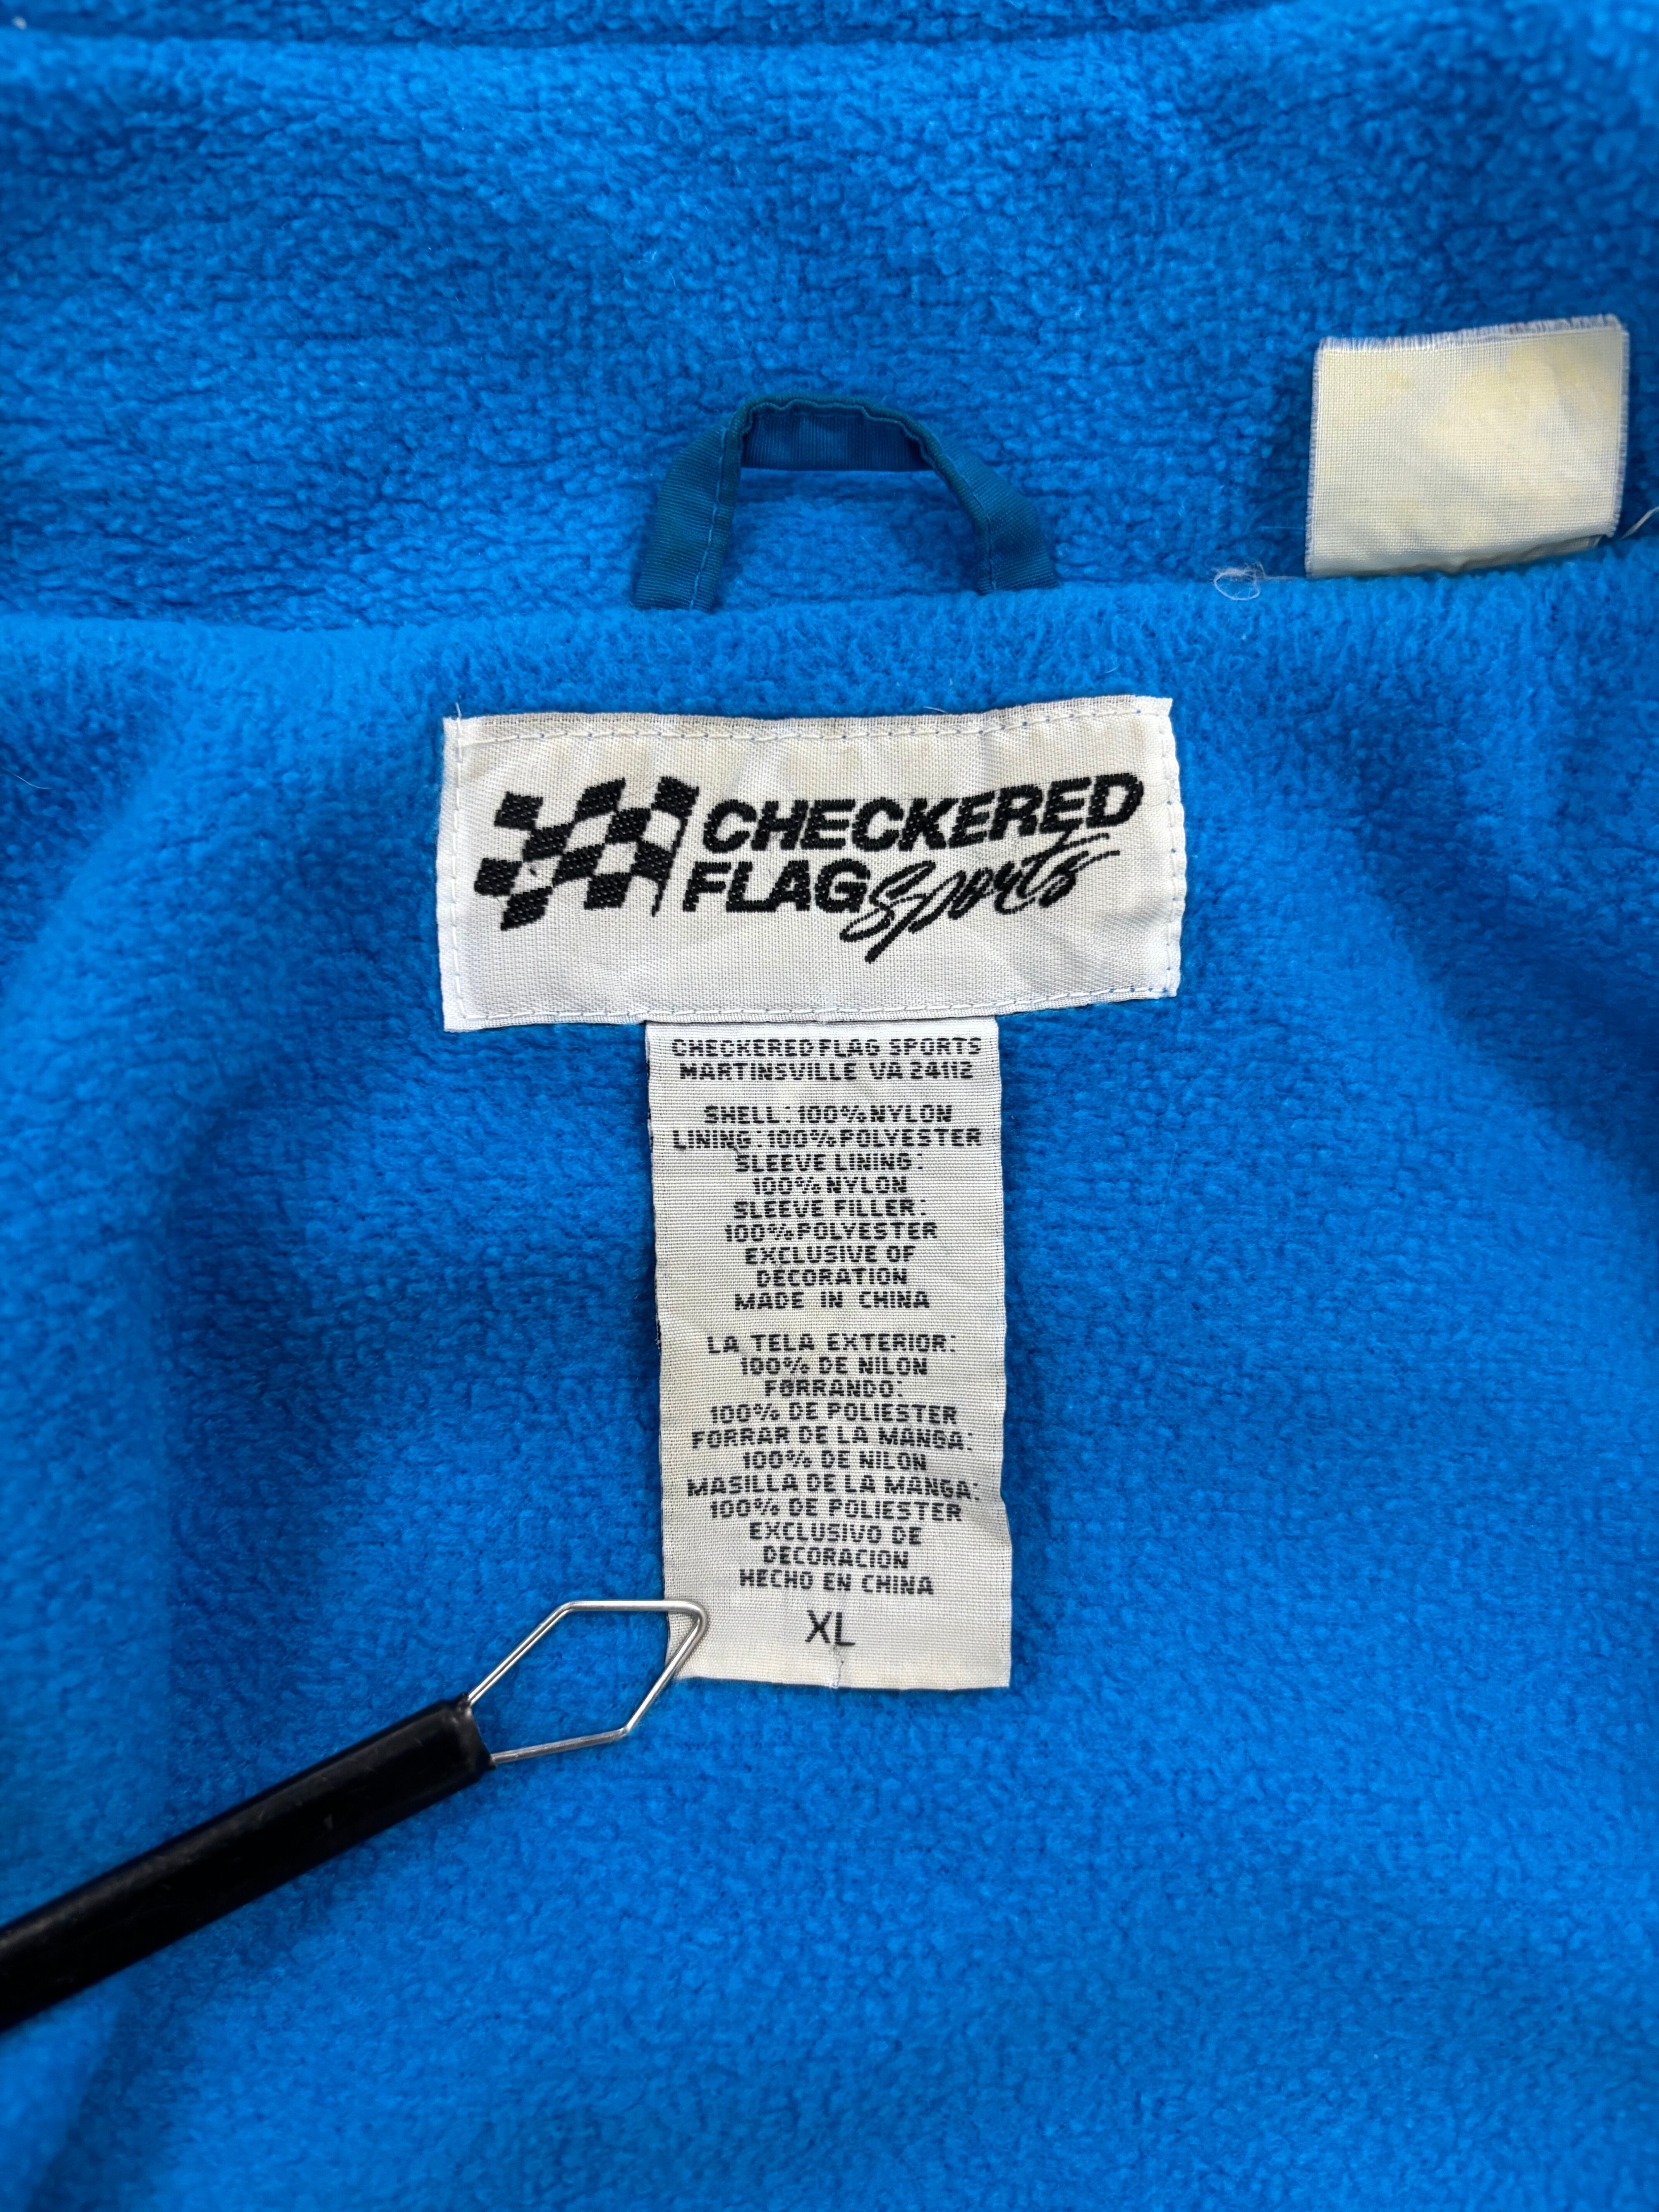 CHECKERED
FLAG Sports
CHECKERED FLAG SPORTS
MARTINSVILLE VA 24112
SHELL: 100% NYLON
LINING: 100% POLYESTER
SLEEVE LINING:
100% NYLON
SLEEVE FILLER:
100% POLYESTER
EXCLUSIVE OF
DECORATION
MADE IN CHINA
LA TELA EXTERIOR:
100% DE NILON
FORRANDO:
100% DE POLIESTER
FORRAR DE LA MANGA:
100% DE NILON
MASILLA DE LA MANGA:
100% DE POLIESTER
EXCLUSIVO DE
DECORACION
HECHO EN CHINA
XL